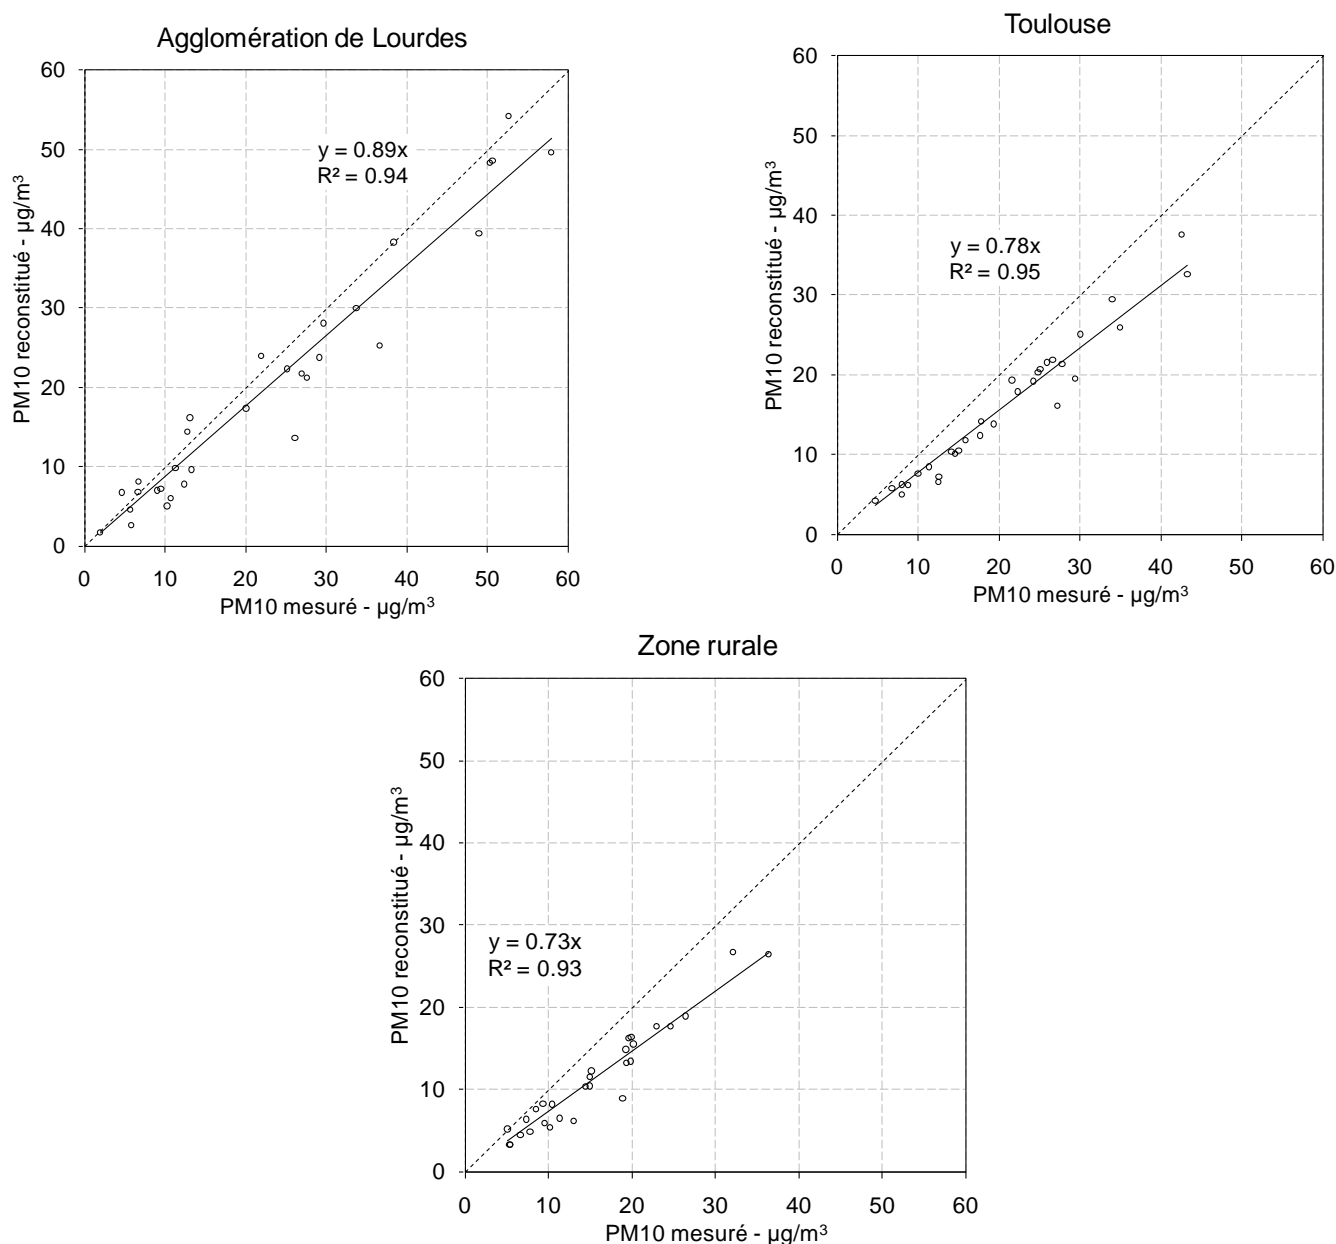 Agglomération de Lourdes
60
50
40
30
20
10
0
0 10 20 30 40 50 60
PM10 reconstitué - µg/m³
PM10 mesuré - µg/m³
y = 0.89x
R² = 0.94
Toulouse
60
50
40
30
20
10
0
0 10 20 30 40 50 60
PM10 reconstitué - µg/m³
PM10 mesuré - µg/m³
y = 0.78x
R² = 0.95
Zone rurale
60
50
40
30
20
10
0
0 10 20 30 40 50 60
PM10 reconstitué - µg/m³
PM10 mesuré - µg/m³
y = 0.73x
R² = 0.93